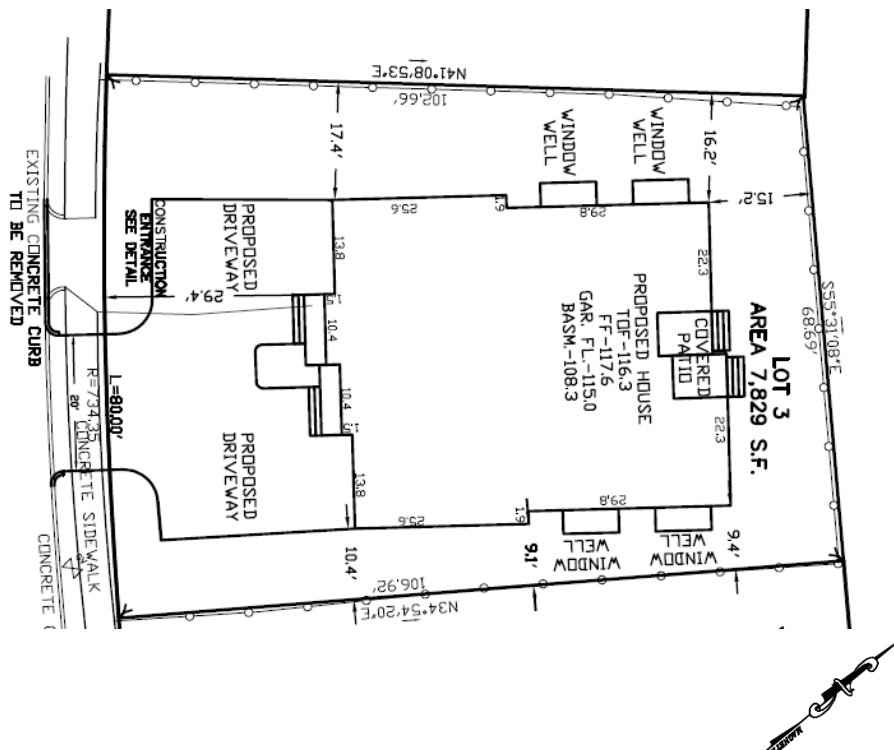 N41°08'53"E
102.66'
17.4'
16.2'
15.2'
WINDOW
WELL
WINDOW
WELL
EXISTING CONCRETE CURB
TO BE REMOVED
CONSTRUCTION
ENTRANCE
SEE DETAIL
PROPOSED
DRIVEWAY
25.6
1.9
29.8
13.8
22.3
29.4'
1.5
10.4
PROPOSED HOUSE
TOF-116.3
FF-117.6
GAR. FL.-115.0
BASM.-108.3
COVERED
PATIO
LOT 3
AREA 7,829 S.F.
S55°31'08"E
68.69'
L=80.00'
R=734.35
20'
CONCRETE SIDEWALK
CONCRETE
10.4
1.5
13.8
22.3
PROPOSED
DRIVEWAY
25.6
1.9
29.8
10.4'
9.1'
WINDOW
WELL
WINDOW
WELL
9.4'
106.92'
N34°54'20"E